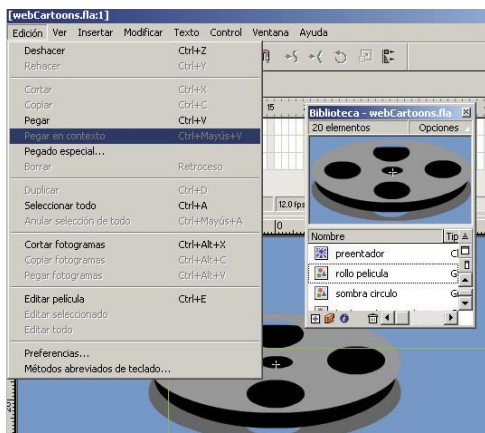 [webCartoons.fla:1]
Edición Ver Insertar Modificar Texto Control Ventana Ayuda
Deshacer Ctrl+Z
Rehacer Ctrl+Y
Cortar Ctrl+X
Copiar Ctrl+C
Pegar Ctrl+V
Pegar en contexto Ctrl+Mayús+V
Pegado especial...
Borrar Retroceso
Duplicar Ctrl+D
Seleccionar todo Ctrl+A
Anular selección de todo Ctrl+Mayús+A
Cortar fotogramas Ctrl+Alt+X
Copiar fotogramas Ctrl+Alt+C
Pegar fotogramas Ctrl+Alt+V
Editar película Ctrl+E
Editar seleccionado
Editar todo
Preferencias...
Métodos abreviados de teclado...
15
12.0 fps
0
Biblioteca - webCartoons.fla
20 elementos Opciones
Nombre Tip
preentador Cl
rollo pelicula G
sombra circulo G